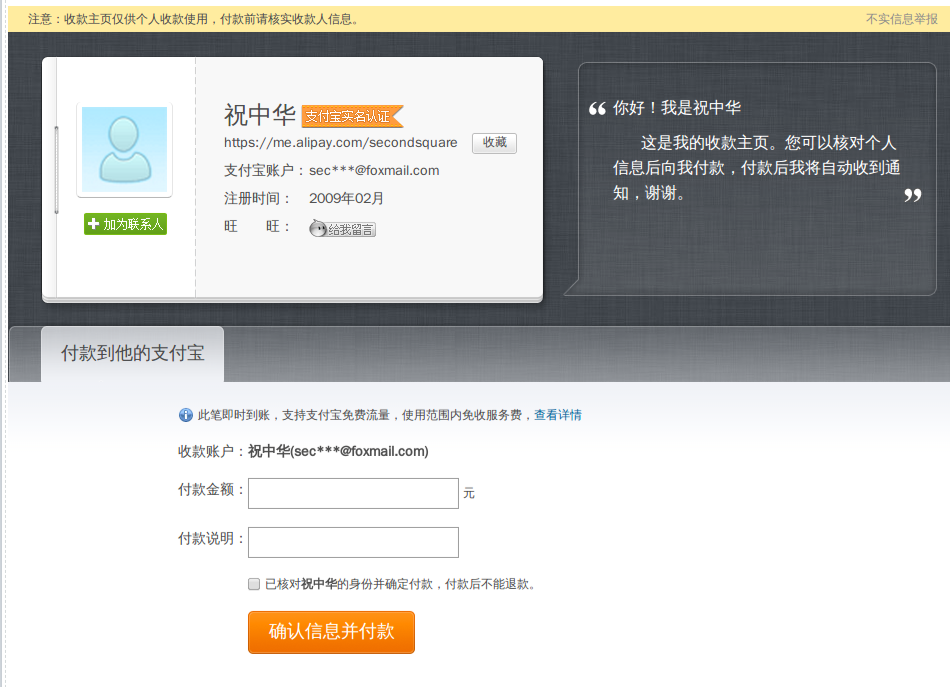 注意：收款主页仅供个人收款使用，付款前请核实收款人信息。 不实信息举报
祝中华 支付宝实名认证
https://me.alipay.com/secondsquare 收藏
支付宝账户：sec***@foxmail.com
注册时间： 2009年02月
旺 旺： 给我留言
加为联系人
“ 你好！我是祝中华
这是我的收款主页。您可以核对个人
信息后向我付款，付款后我将自动收到通
知，谢谢。 ”
付款到他的支付宝
此笔即时到账，支持支付宝免费流量，使用范围内免收服务费，查看详情
收款账户：祝中华(sec***@foxmail.com)
付款金额： 元
付款说明：
已核对祝中华的身份并确定付款，付款后不能退款。
确认信息并付款